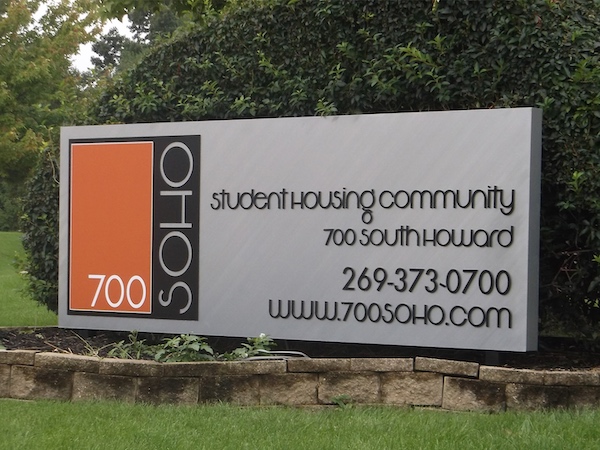 700
SOHO
student Housing community
700 south Howard
269-373-0700
www.700soho.com